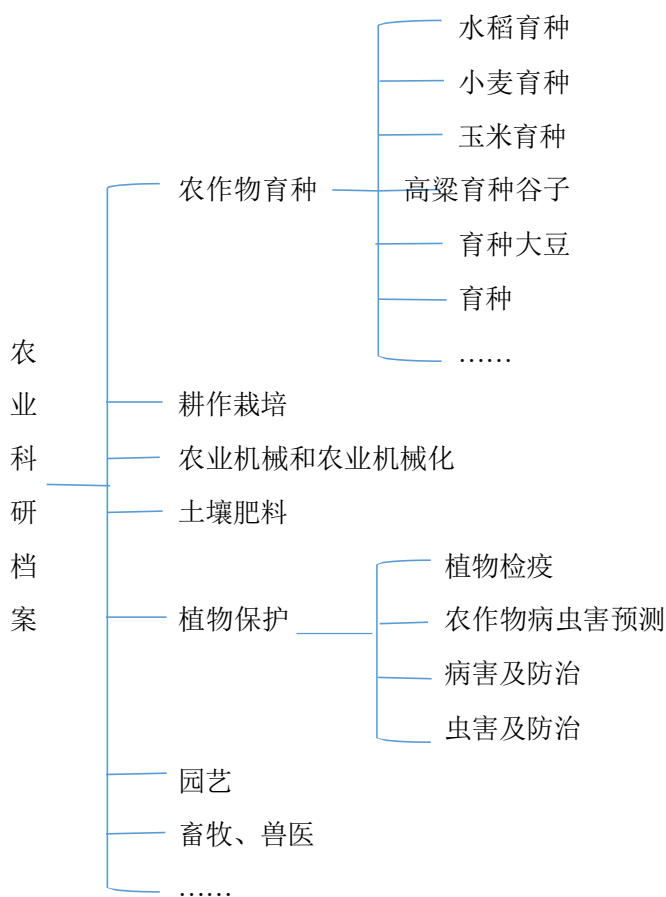 农业科研档案
农作物育种
水稻育种
小麦育种
玉米育种
高粱育种谷子
育种大豆
育种
……
耕作栽培
农业机械和农业机械化
土壤肥料
植物保护
植物检疫
农作物病虫害预测
病害及防治
虫害及防治
园艺
畜牧、兽医
……